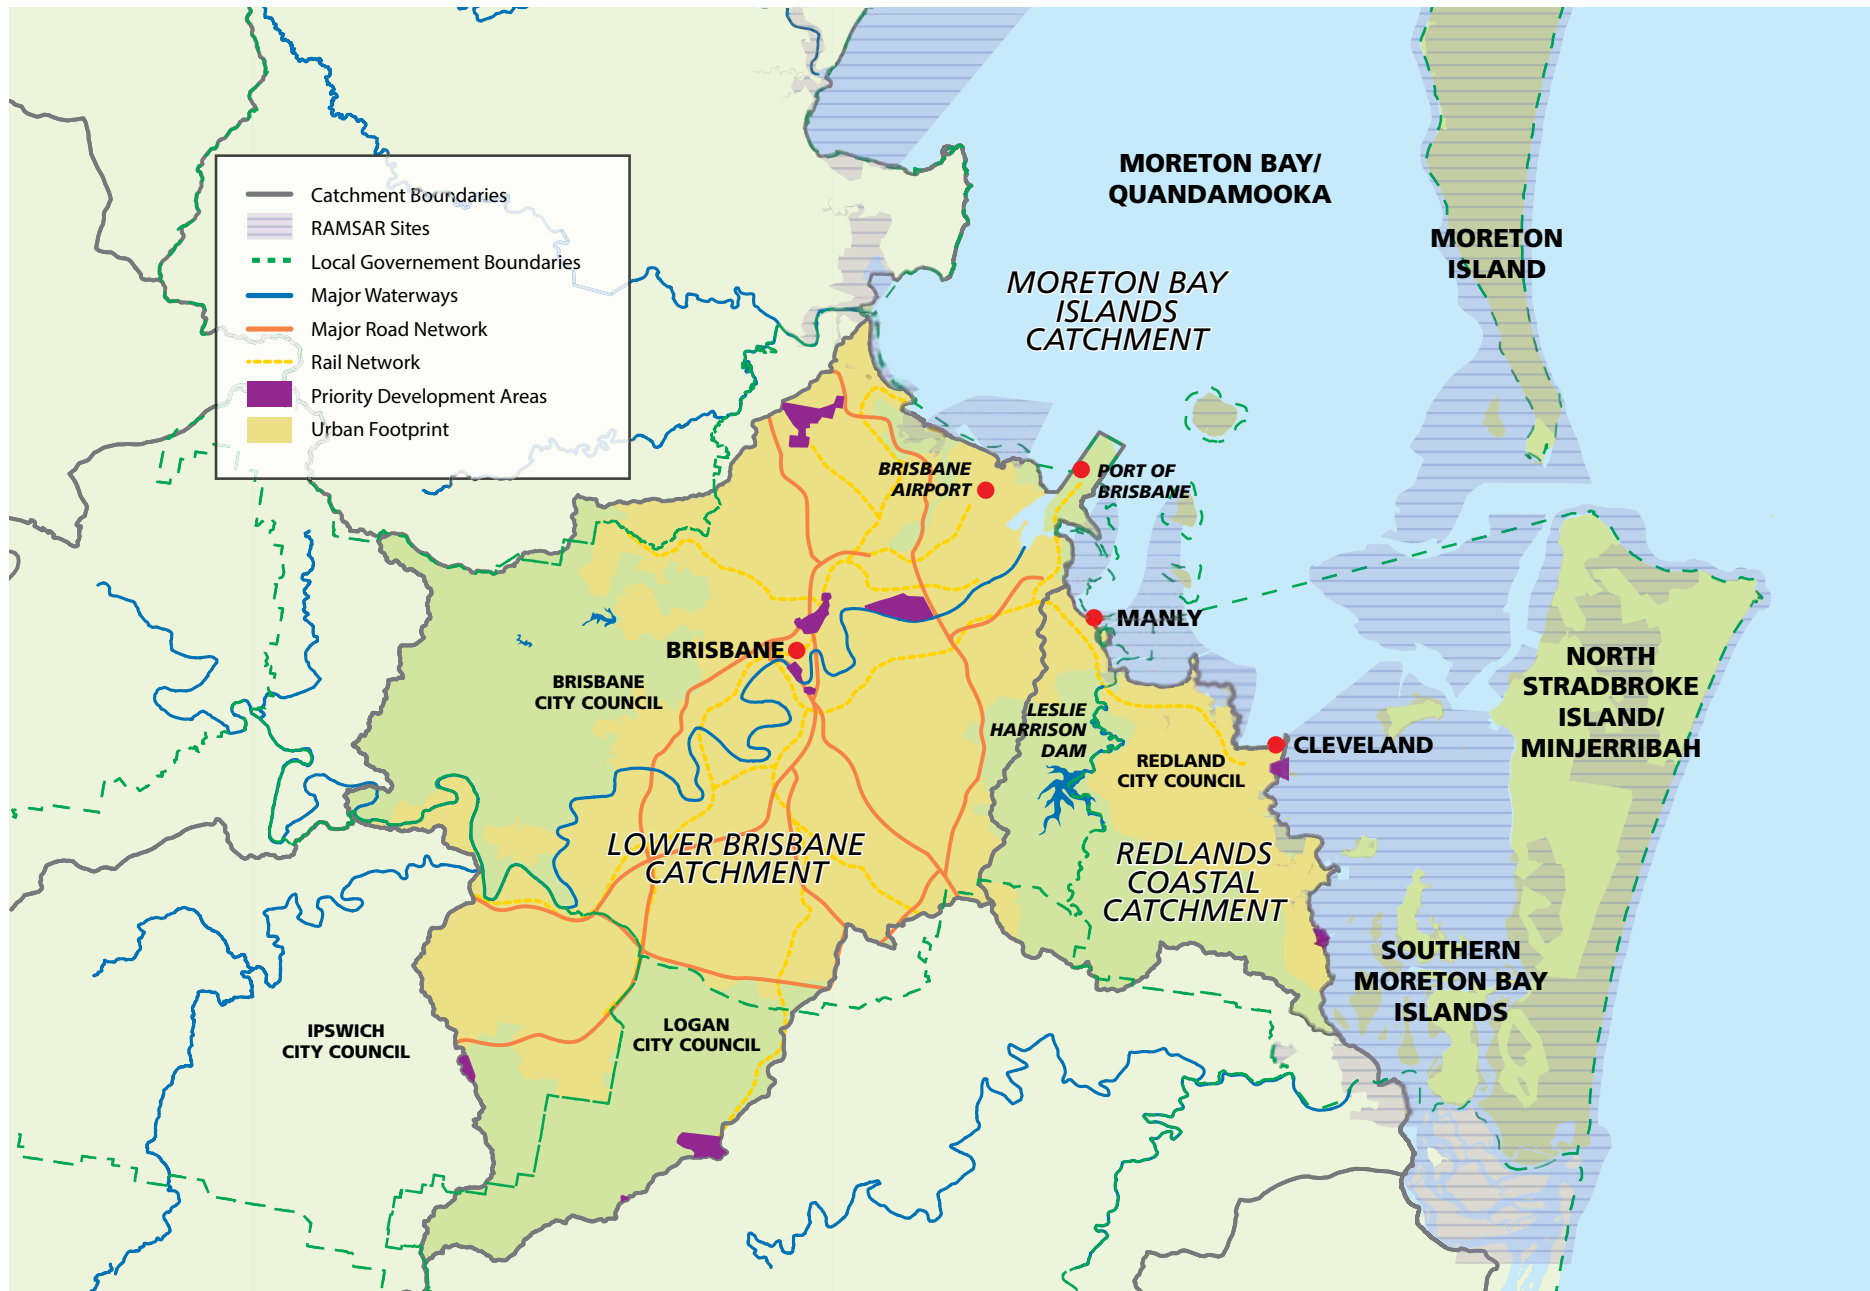 Catchment Boundaries
RAMSAR Sites
Local Governement Boundaries
Major Waterways
Major Road Network
Rail Network
Priority Development Areas
Urban Footprint
MORETON BAY/
QUANDAMOOKA
MORETON
ISLAND
MORETON BAY
ISLANDS
CATCHMENT
BRISBANE
AIRPORT
PORT OF
BRISBANE
MANLY
BRISBANE
BRISBANE
CITY COUNCIL
LESLIE
HARRISON
DAM
REDLAND
CITY COUNCIL
CLEVELAND
NORTH
STRADBROKE
ISLAND/
MINJERRIBAH
LOWER BRISBANE
CATCHMENT
REDLANDS
COASTAL
CATCHMENT
SOUTHERN
MORETON BAY
ISLANDS
IPSWICH
CITY COUNCIL
LOGAN
CITY COUNCIL